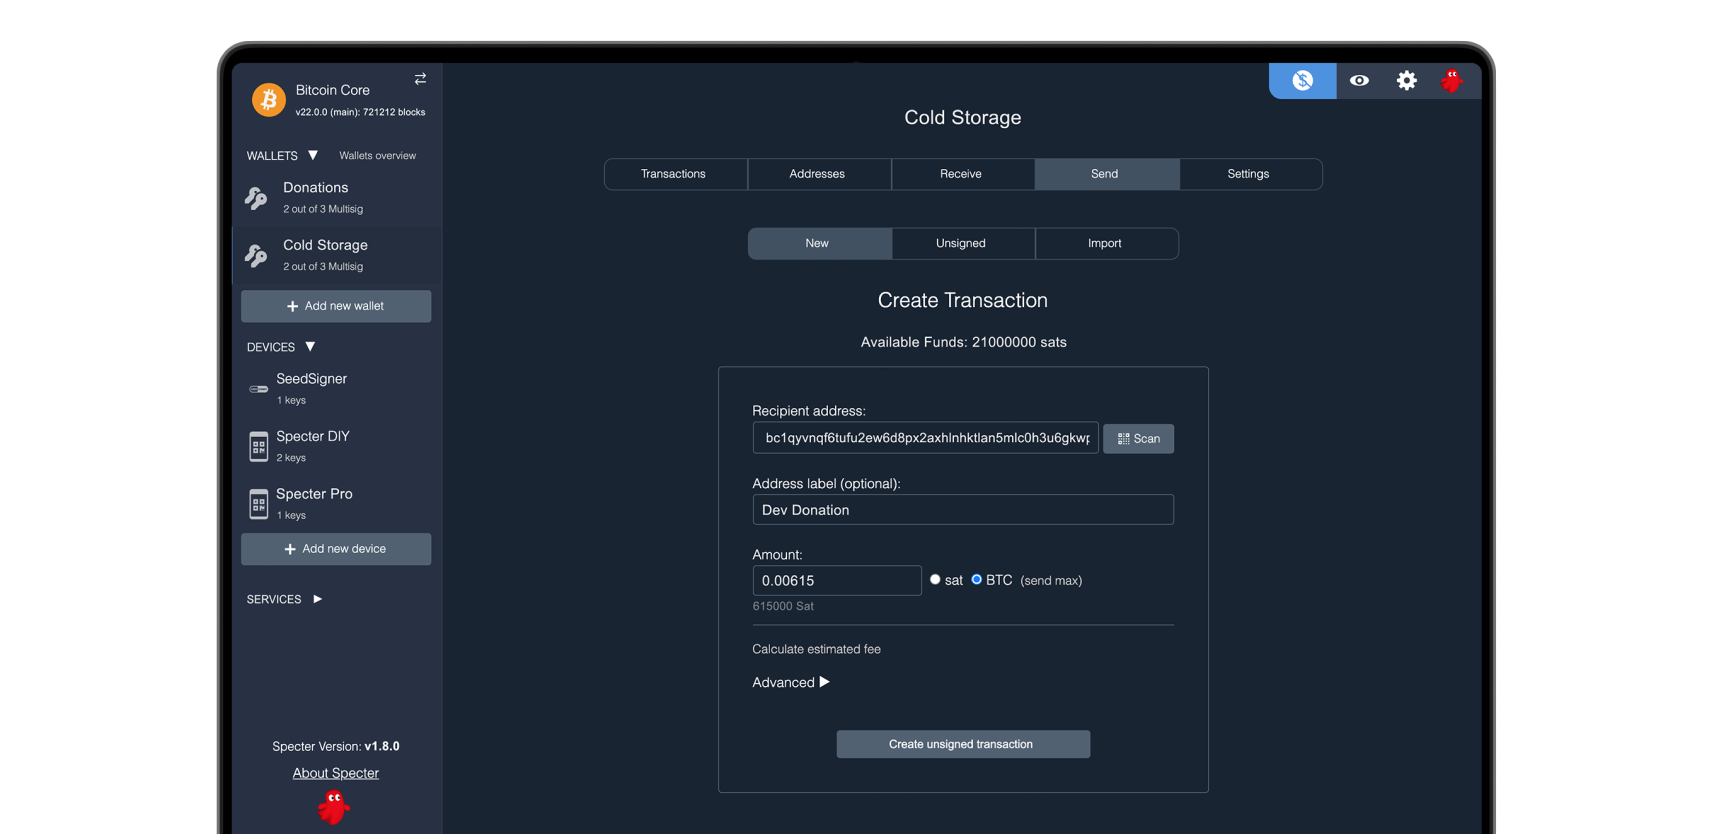 Bitcoin Core
v22.0.0 (main): 721212 blocks
WALLETS ▼ Wallets overview
Donations
2 out of 3 Multisig
Cold Storage
2 out of 3 Multisig
+ Add new wallet
DEVICES ▼
SeedSigner
1 keys
Specter DIY
2 keys
Specter Pro
1 keys
+ Add new device
SERVICES ▶
Specter Version: v1.8.0
About Specter
Cold Storage
Transactions Addresses Receive Send Settings
New Unsigned Import
Create Transaction
Available Funds: 21000000 sats
Recipient address:
bc1qyvnqf6tufu2ew6d8px2axhlnhktlan5mlc0h3u6gkwp Scan
Address label (optional):
Dev Donation
Amount:
0.00615 sat BTC (send max)
615000 Sat
Calculate estimated fee
Advanced ▶
Create unsigned transaction